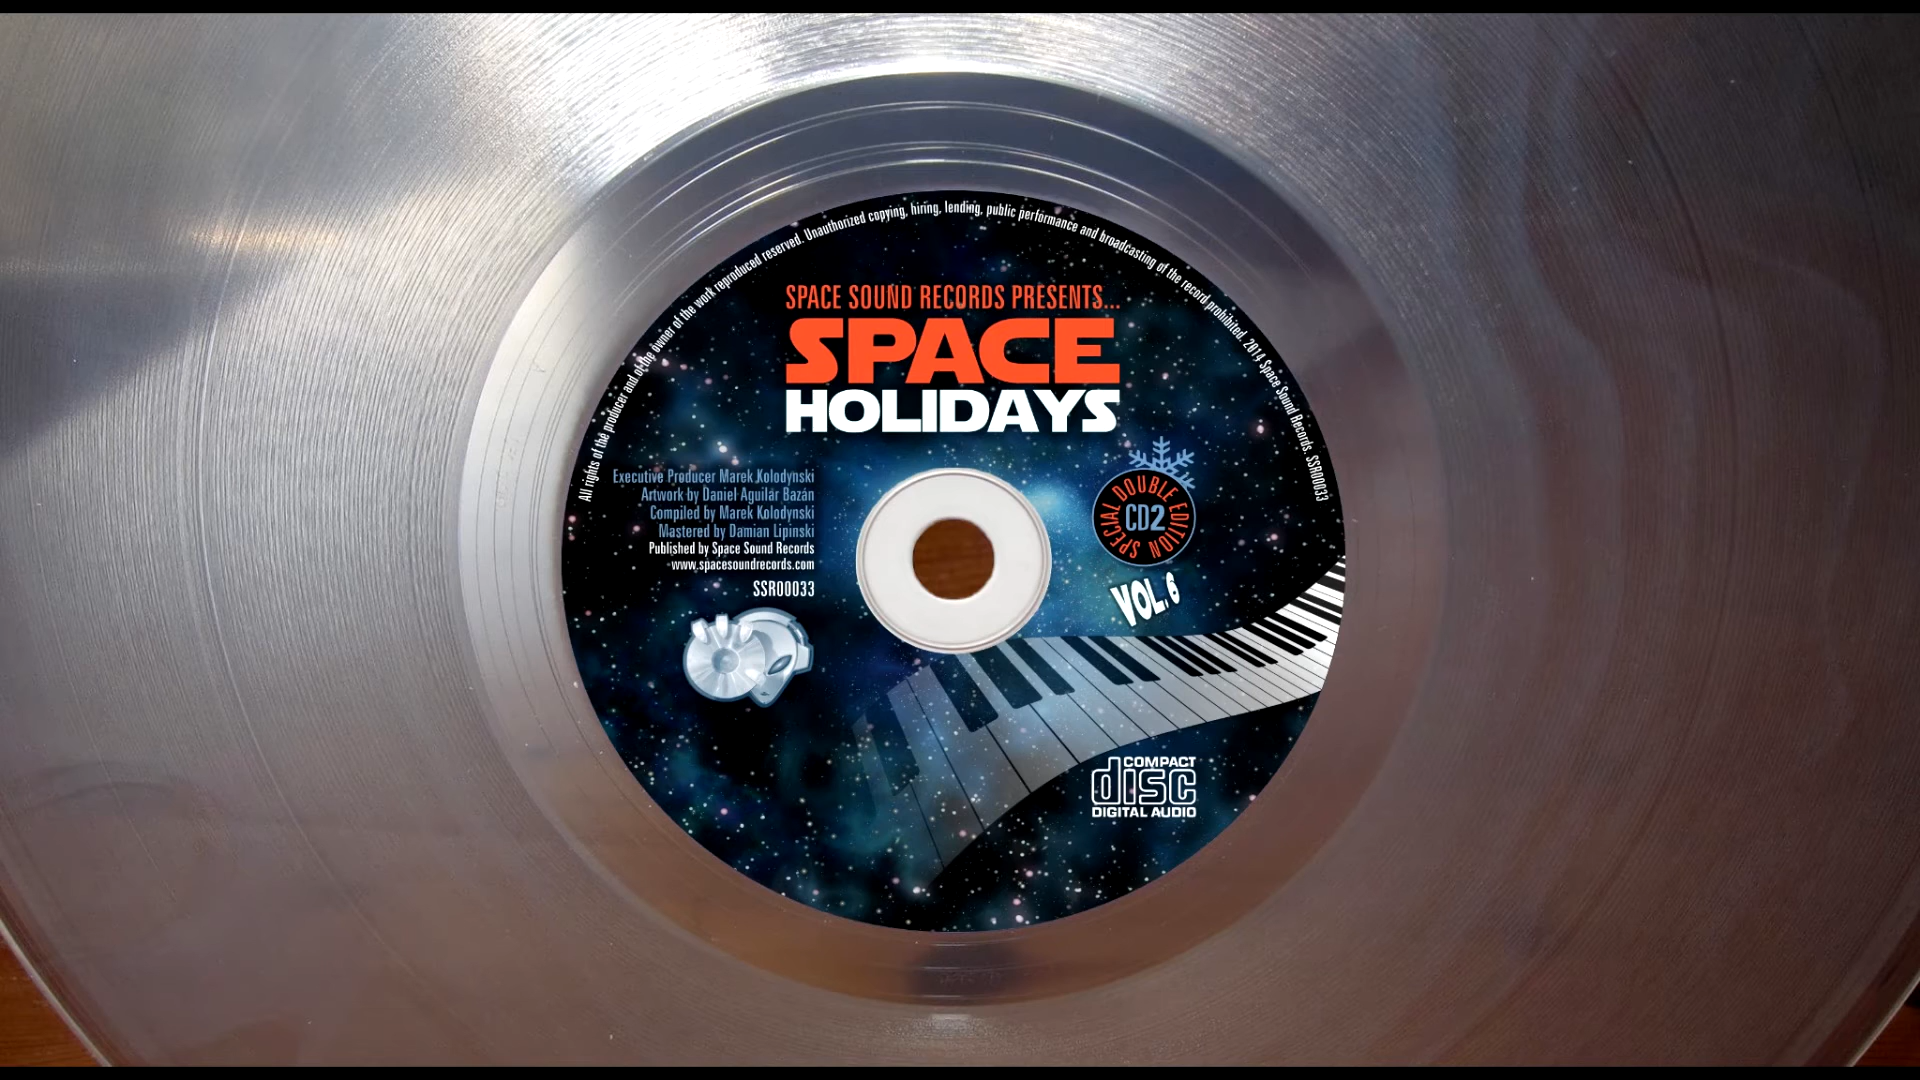 All rights of the producer and of the owner of the work reproduced reserved. Unauthorized copying, hiring, lending, public performance and broadcasting of the record prohibited. 2014 Space Sound Records. SSR00033
SPACE SOUND RECORDS PRESENTS...
SPACE
HOLIDAYS
Executive Producer Marek Kolodynski
Artwork by Daniel Aguilár Bazán
Compiled by Marek Kolodynski
Mastered by Damian Lipinski
Published by Space Sound Records
www.spacesoundrecords.com
SSR00033
SPECIAL DOUBLE EDITION
CD2
VOL. 6
COMPACT
disc
DIGITAL AUDIO